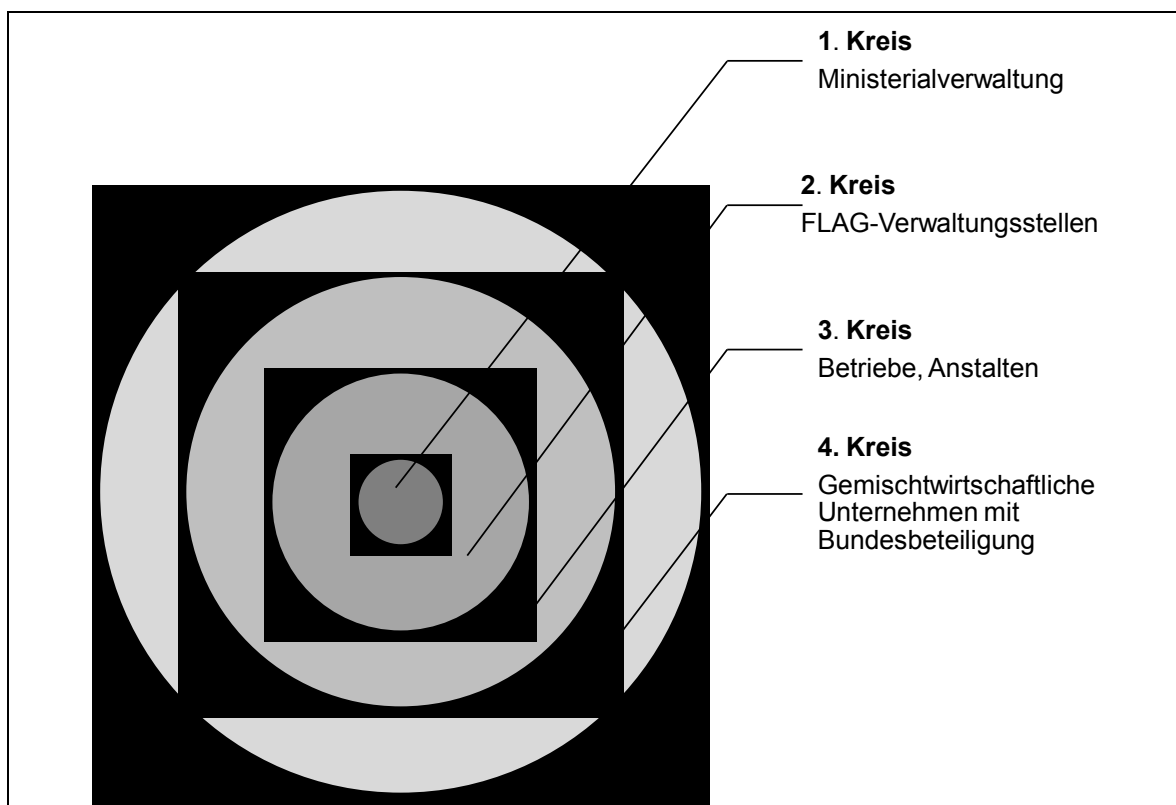 1. Kreis
Ministerialverwaltung
2. Kreis
FLAG-Verwaltungsstellen
3. Kreis
Betriebe, Anstalten
4. Kreis
Gemischtwirtschaftliche
Unternehmen mit
Bundesbeteiligung